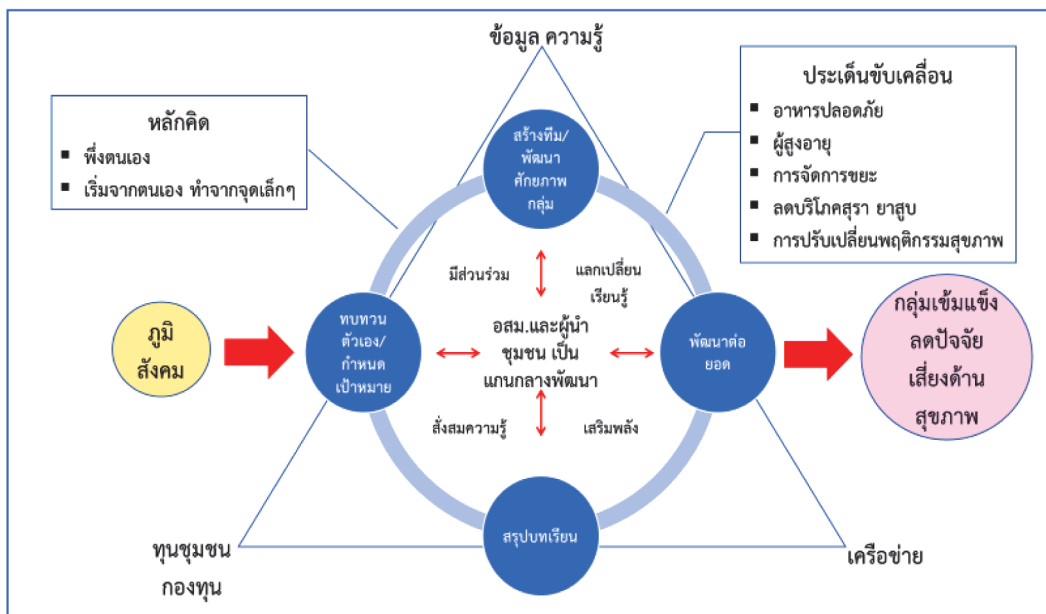 ข้อมูล ความรู้
หลักคิด
▪ พึ่งตนเอง
▪ เริ่มจากตนเอง ทำจากจุดเล็กๆ
ประเด็นขับเคลื่อน
▪ อาหารปลอดภัย
▪ ผู้สูงอายุ
▪ การจัดการขยะ
▪ ลดบริโภคสุรา ยาสูบ
▪ การปรับเปลี่ยนพฤติกรรมสุขภาพ
สร้างทีม/
พัฒนา
ศักยภาพ
กลุ่ม
มีส่วนร่วม
แลกเปลี่ยน
เรียนรู้
ภูมิ
สังคม
ทบทวน
ตัวเอง/
กำหนด
เป้าหมาย
อสม.และผู้นำ
ชุมชน เป็น
แกนกลางพัฒนา
พัฒนาต่อ
ยอด
กลุ่มเข้มแข็ง
ลดปัจจัย
เสี่ยงด้าน
สุขภาพ
สั่งสมความรู้
เสริมพลัง
สรุปบทเรียน
ทุนชุมชน
กองทุน
เครือข่าย